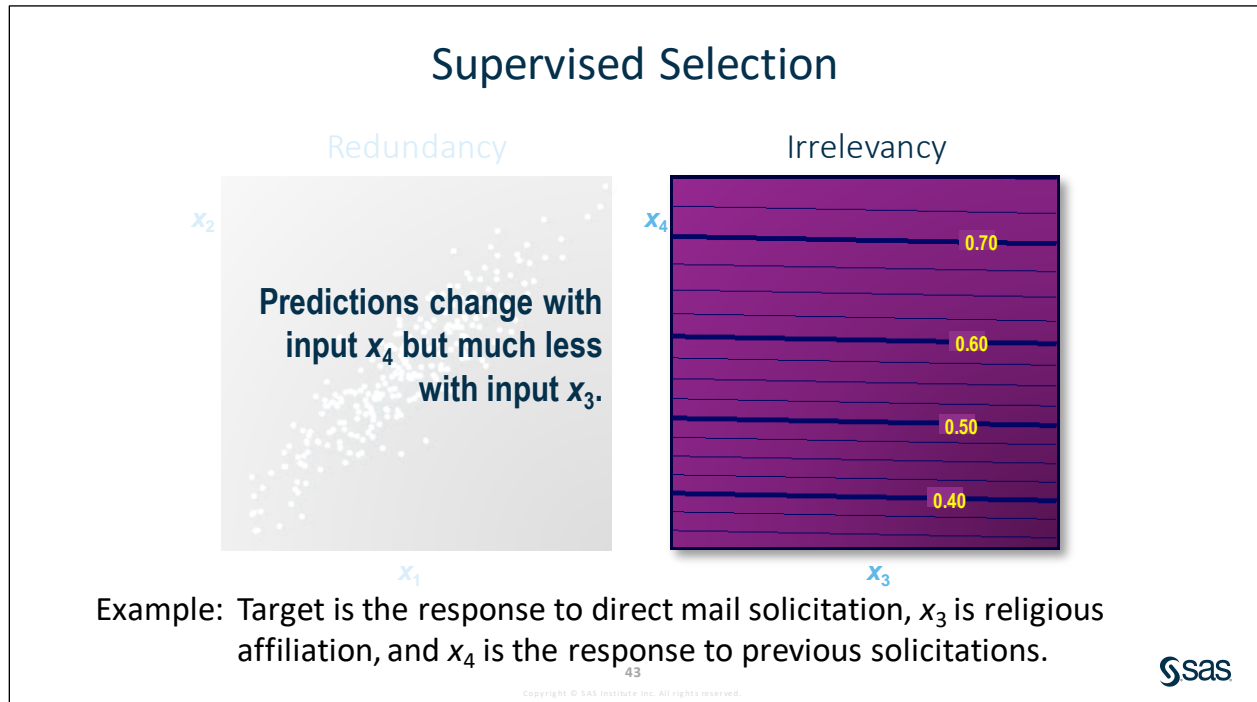 Supervised Selection
Redundancy
Irrelevancy
x2
Predictions change with
input x4 but much less
with input x3.
x1
x4
0.70
0.60
0.50
0.40
x3
Example: Target is the response to direct mail solicitation, x3 is religious
affiliation, and x4 is the response to previous solicitations.
43
Copyright © SAS Institute Inc. All rights reserved.
sas